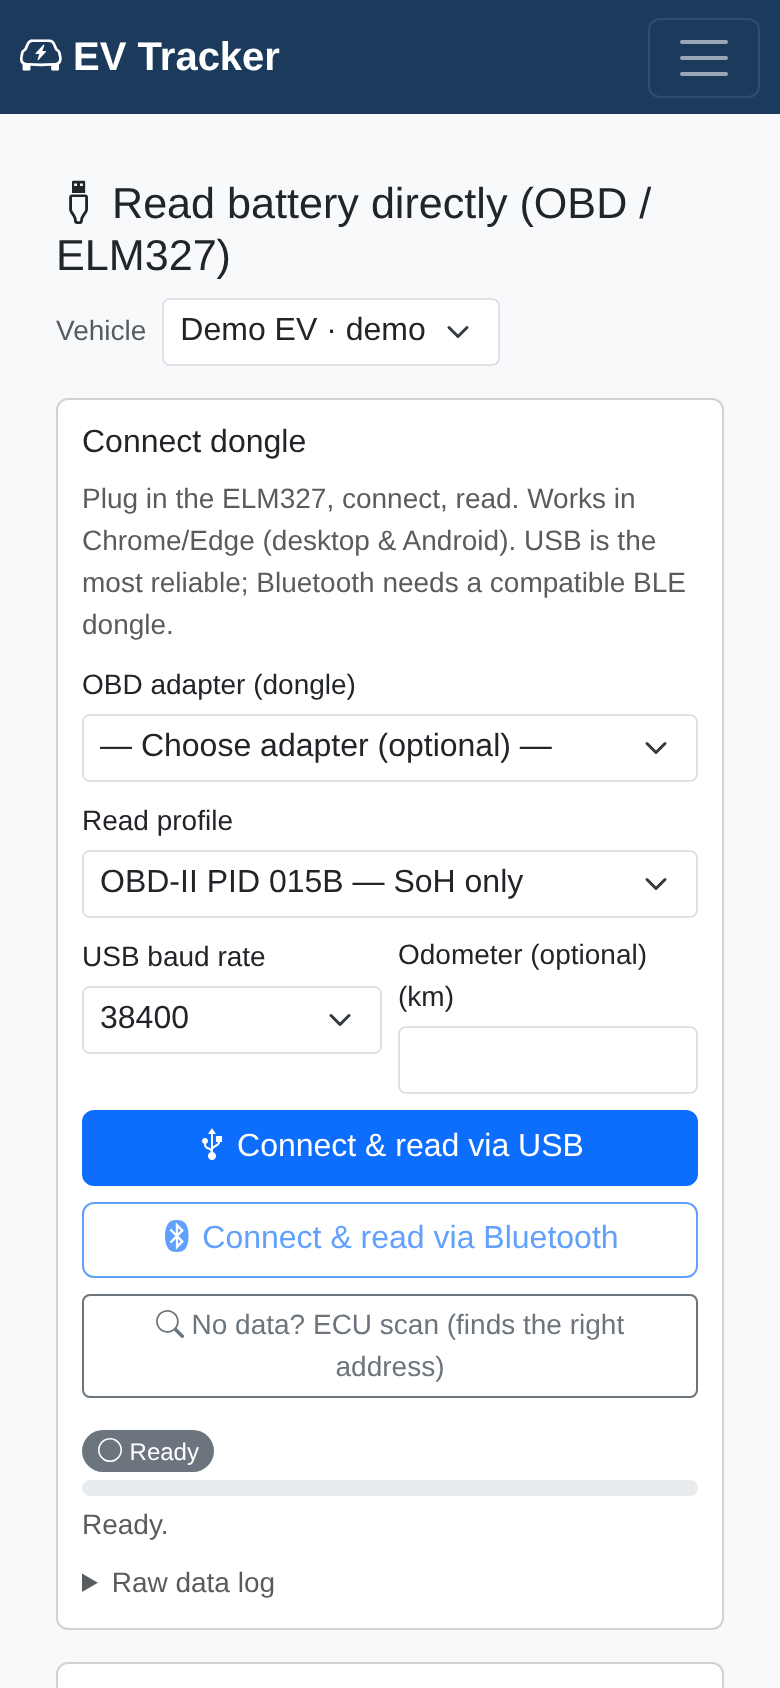 EV Tracker
Read battery directly (OBD /
ELM327)
Vehicle
Demo EV · demo
Connect dongle
Plug in the ELM327, connect, read. Works in
Chrome/Edge (desktop & Android). USB is the
most reliable; Bluetooth needs a compatible BLE
dongle.
OBD adapter (dongle)
— Choose adapter (optional) —
Read profile
OBD-II PID 015B — SoH only
USB baud rate
38400
Odometer (optional)
(km)
Connect & read via USB
Connect & read via Bluetooth
No data? ECU scan (finds the right
address)
Ready
Ready.
Raw data log